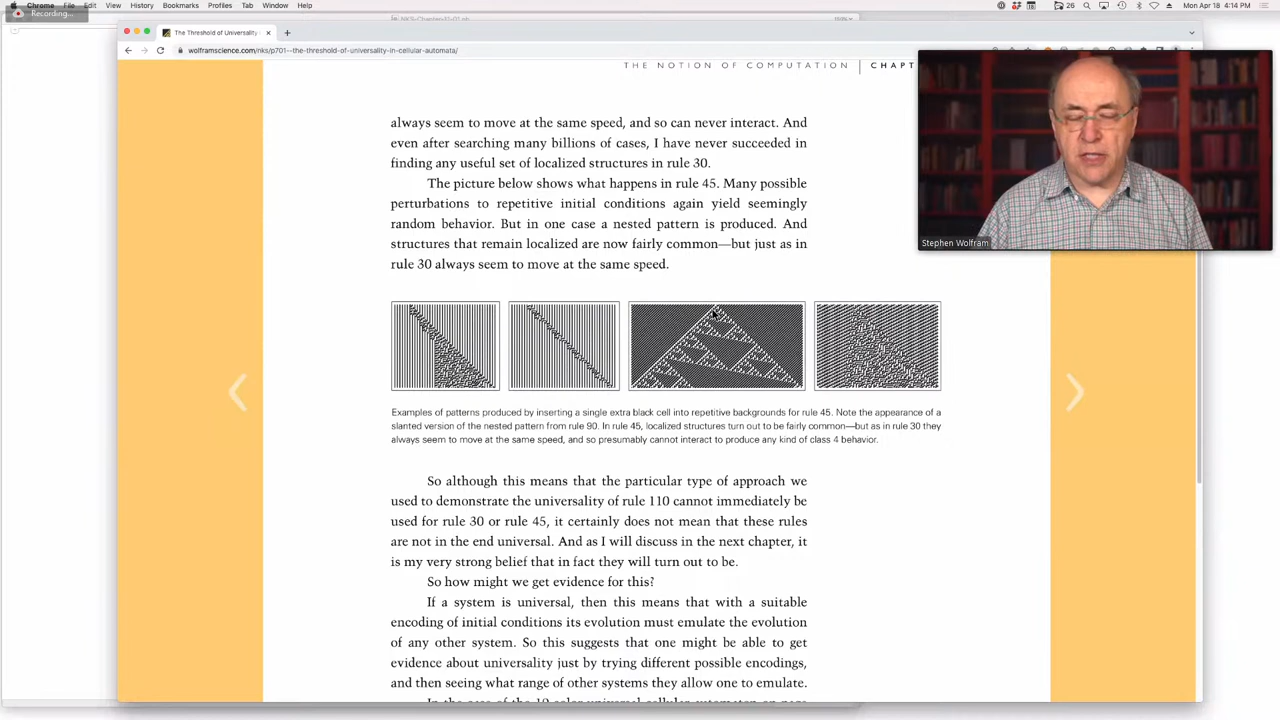 Chrome File Edit View History Bookmarks Profiles Tab Window Help
26 Mon Apr 18 4:14 PM
Recording...
The Threshold of Universality
wolframscience.com/nks/p701--the-threshold-of-universality-in-cellular-automata/
THE NOTION OF COMPUTATION CHAPT
always seem to move at the same speed, and so can never interact. And
even after searching many billions of cases, I have never succeeded in
finding any useful set of localized structures in rule 30.
The picture below shows what happens in rule 45. Many possible
perturbations to repetitive initial conditions again yield seemingly
random behavior. But in one case a nested pattern is produced. And
structures that remain localized are now fairly common—but just as in
rule 30 always seem to move at the same speed.
Stephen Wolfram
Examples of patterns produced by inserting a single extra black cell into repetitive backgrounds for rule 45. Note the appearance of a
slanted version of the nested pattern from rule 90. In rule 45, localized structures turn out to be fairly common—but as in rule 30 they
always seem to move at the same speed, and so presumably cannot interact to produce any kind of class 4 behavior.
So although this means that the particular type of approach we
used to demonstrate the universality of rule 110 cannot immediately be
used for rule 30 or rule 45, it certainly does not mean that these rules
are not in the end universal. And as I will discuss in the next chapter, it
is my very strong belief that in fact they will turn out to be.
So how might we get evidence for this?
If a system is universal, then this means that with a suitable
encoding of initial conditions its evolution must emulate the evolution
of any other system. So this suggests that one might be able to get
evidence about universality just by trying different possible encodings,
and then seeing what range of other systems they allow one to emulate.